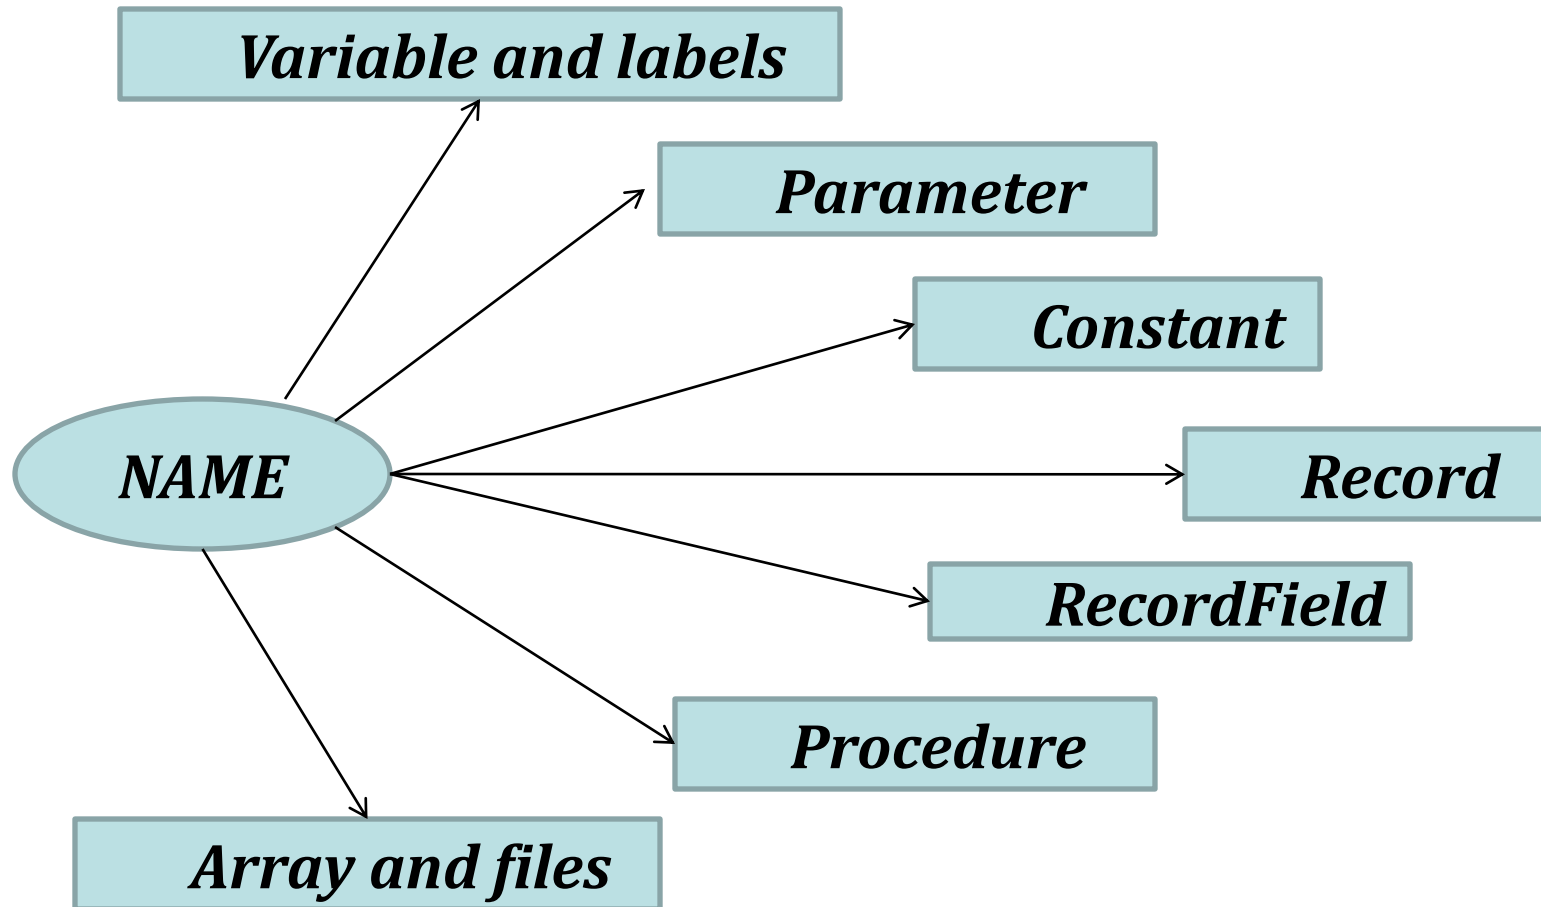 Variable and labels
Parameter
Constant
NAME
Record
RecordField
Procedure
Array and files